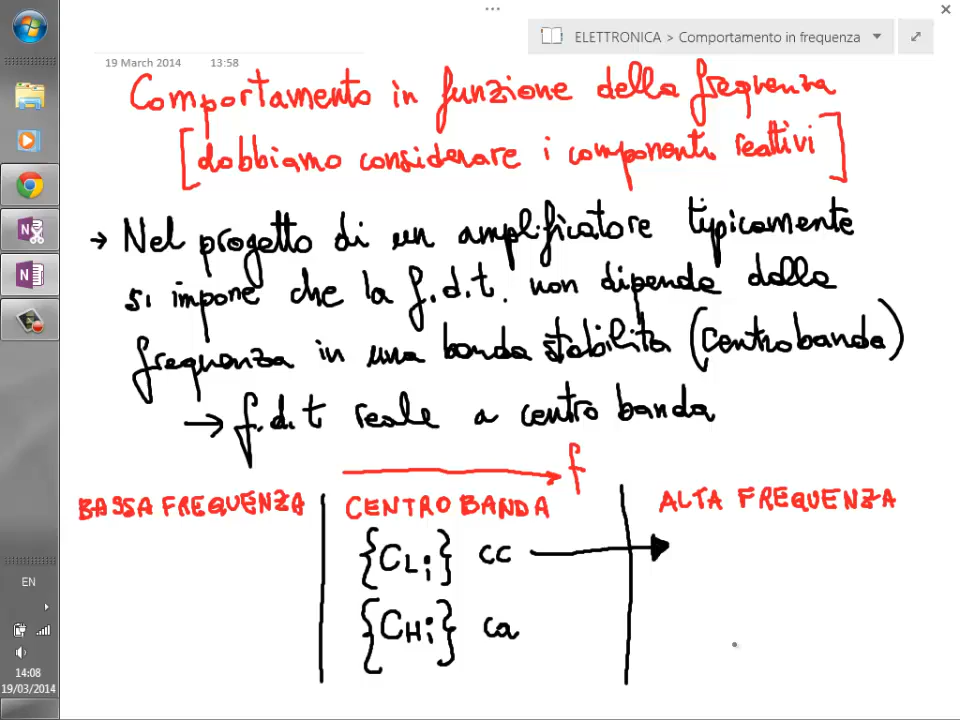 ELETTRONICA > Comportamento in frequenza
19 March 2014 13:58
Comportamento in funzione della frequenza
[dobbiamo considerare i componenti reattivi]
→ Nel progetto di un amplificatore tipicamente
si impone che la f.d.t. non dipenda dalla
frequenza in una banda stabilita (centrobanda)
→ f.d.t reale a centro banda
f
BASSA FREQUENZA CENTRO BANDA ALTA FREQUENZA
{CLi} cc
{CHi} ca
EN
14:08
19/03/2014